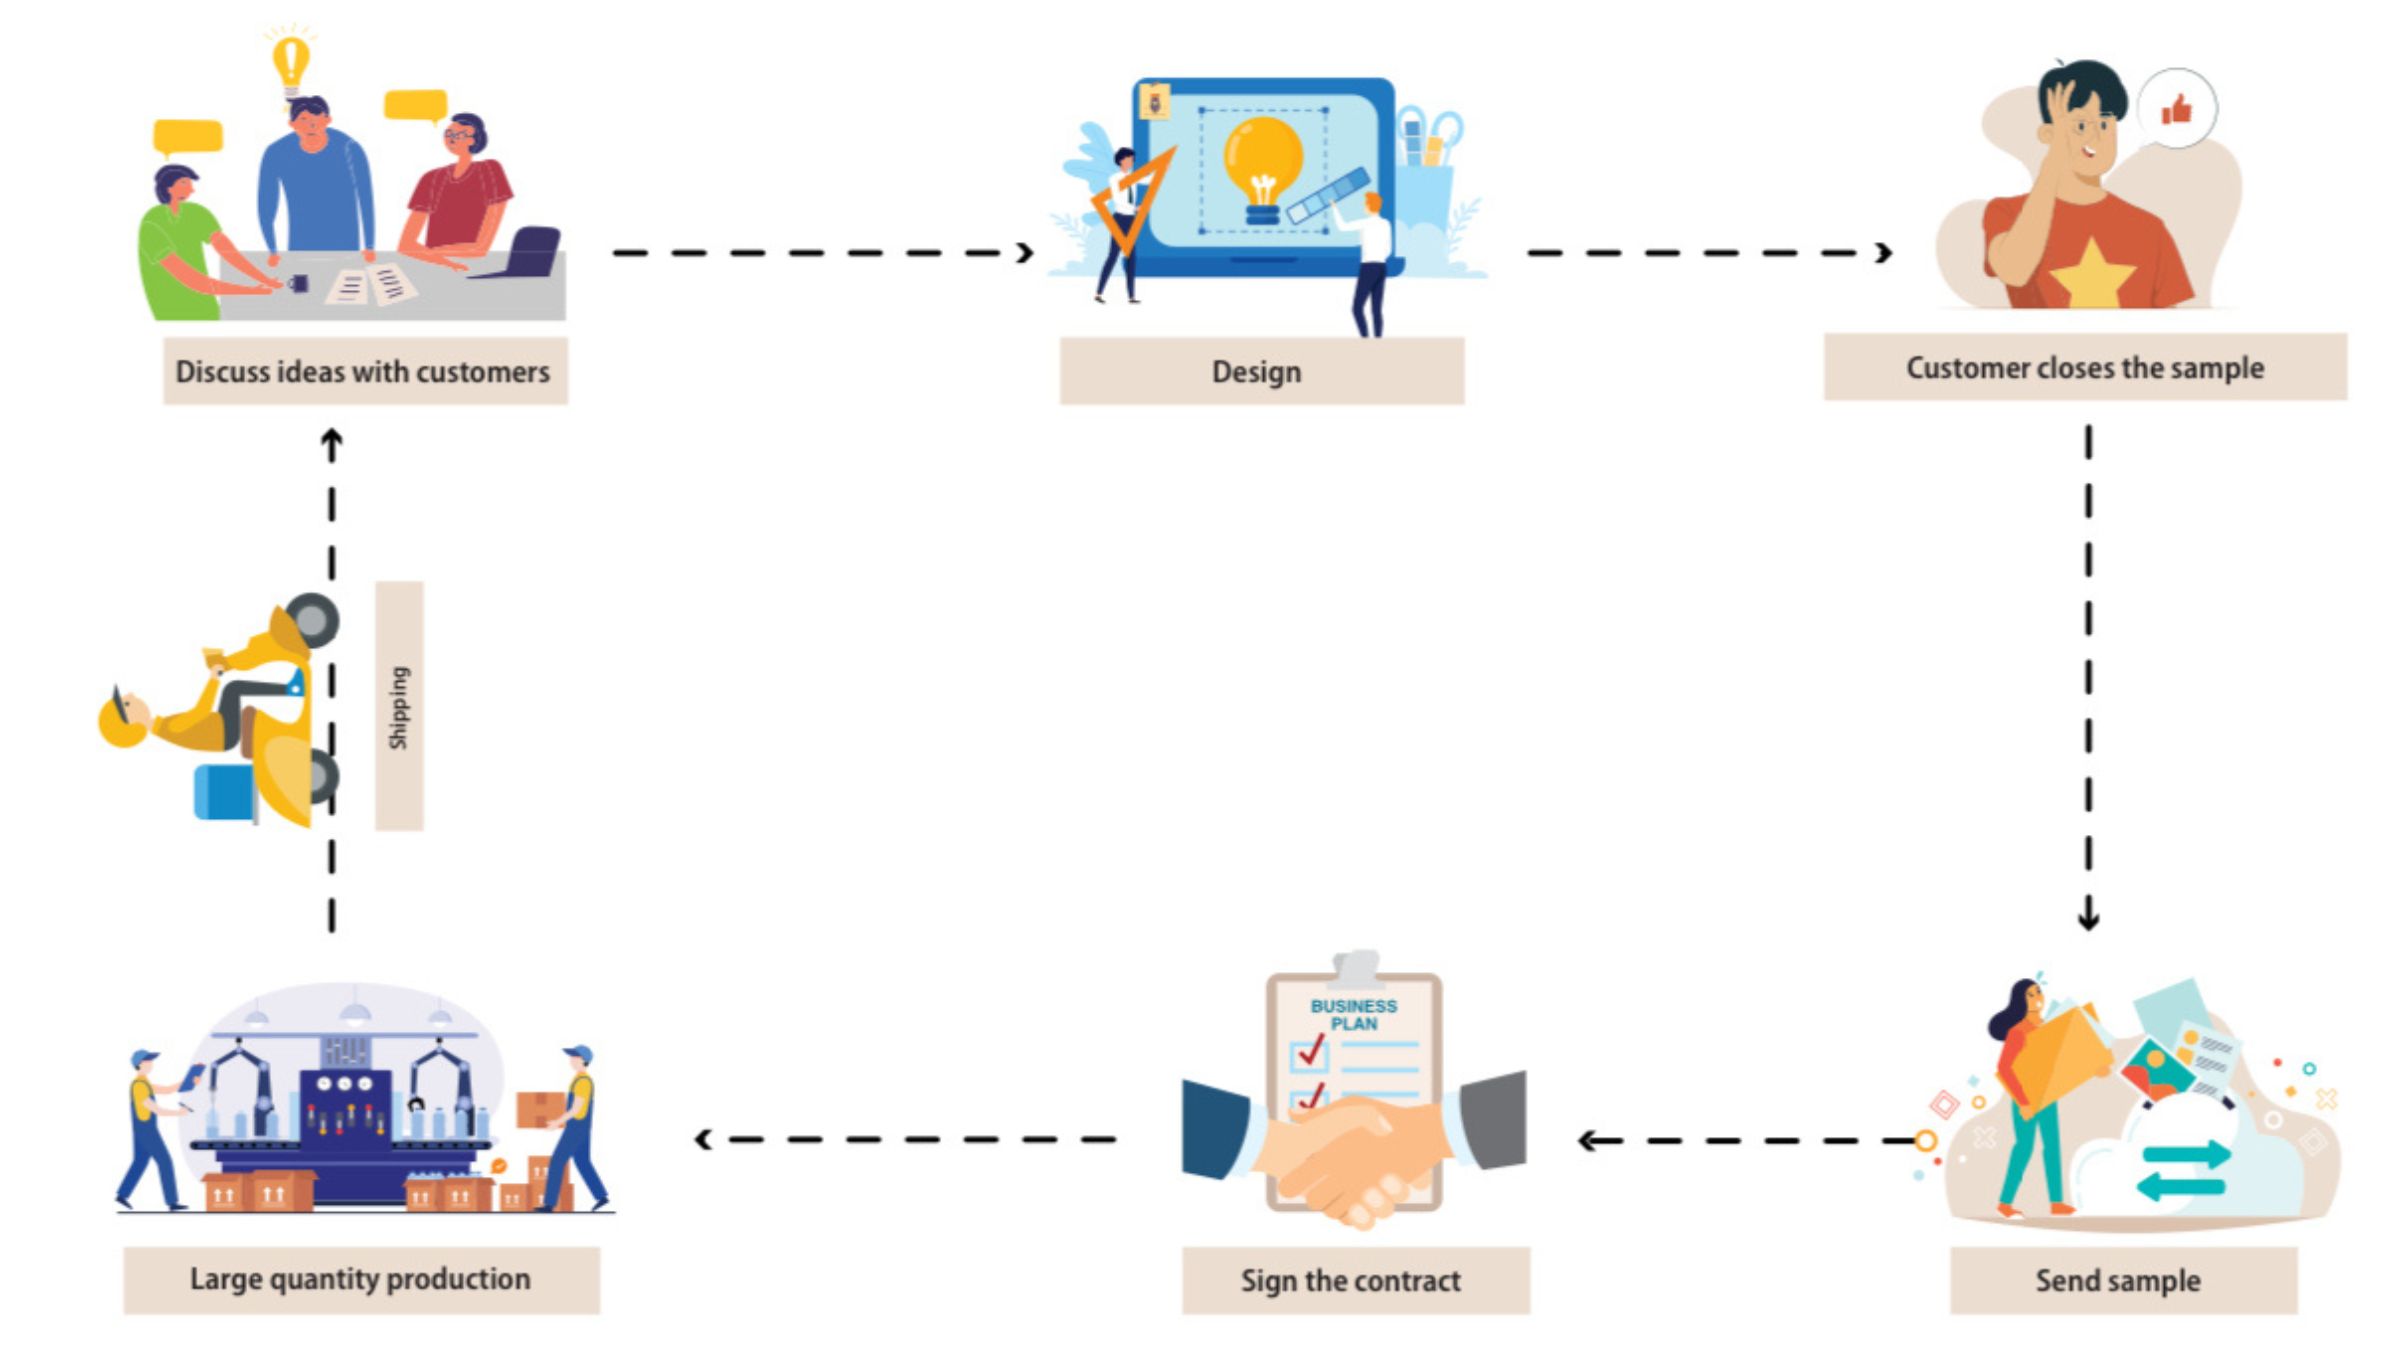 Discuss ideas with customers
Design
Customer closes the sample
Shipping
BUSINESS
PLAN
Large quantity production
Sign the contract
Send sample